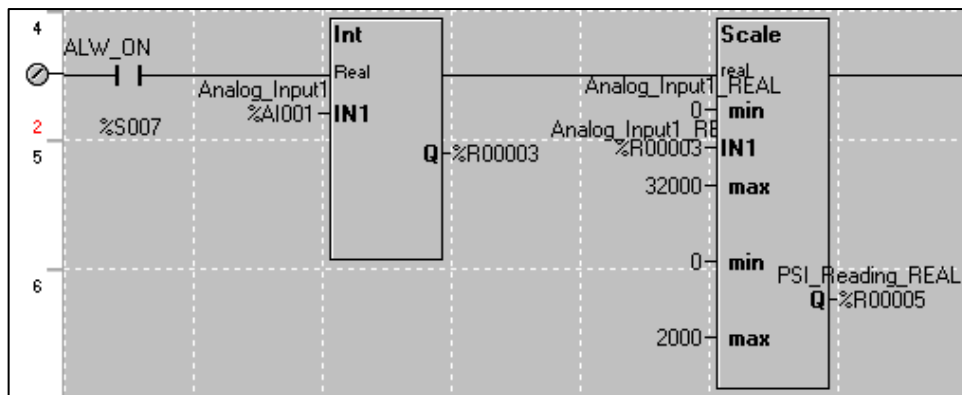 4
ALW_ON
%S007
2
5
6
Int
Real
Analog_Input1
%AI001
IN1
Q
%R00003
Scale
real
Analog_Input1_REAL
0
min
%R00003
IN1
32000
max
0
min
PSI_Reading_REAL
Q
%R00005
2000
max